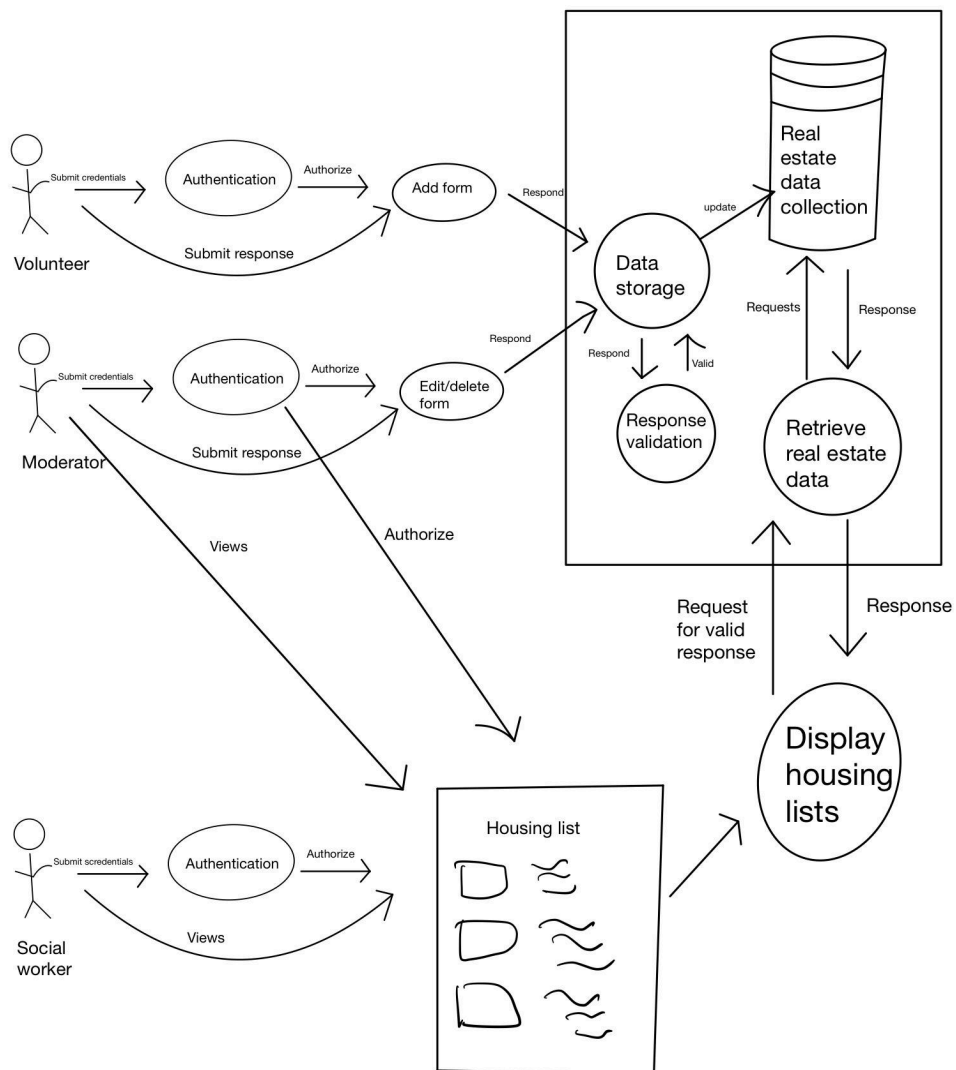 Real
estate
data
collection
Submit credentials
Authentication
Authorize
Add form
Respond
update
Submit response
Volunteer
Data
storage
Requests
Response
Respond
Valid
Submit credentials
Authentication
Authorize
Edit/delete
form
Respond
Submit response
Moderator
Response
validation
Retrieve
real estate
data
Views
Authorize
Request
for valid
response
Response
Display
housing
lists
Housing list
Submit scredentials
Authentication
Authorize
Views
Social
worker